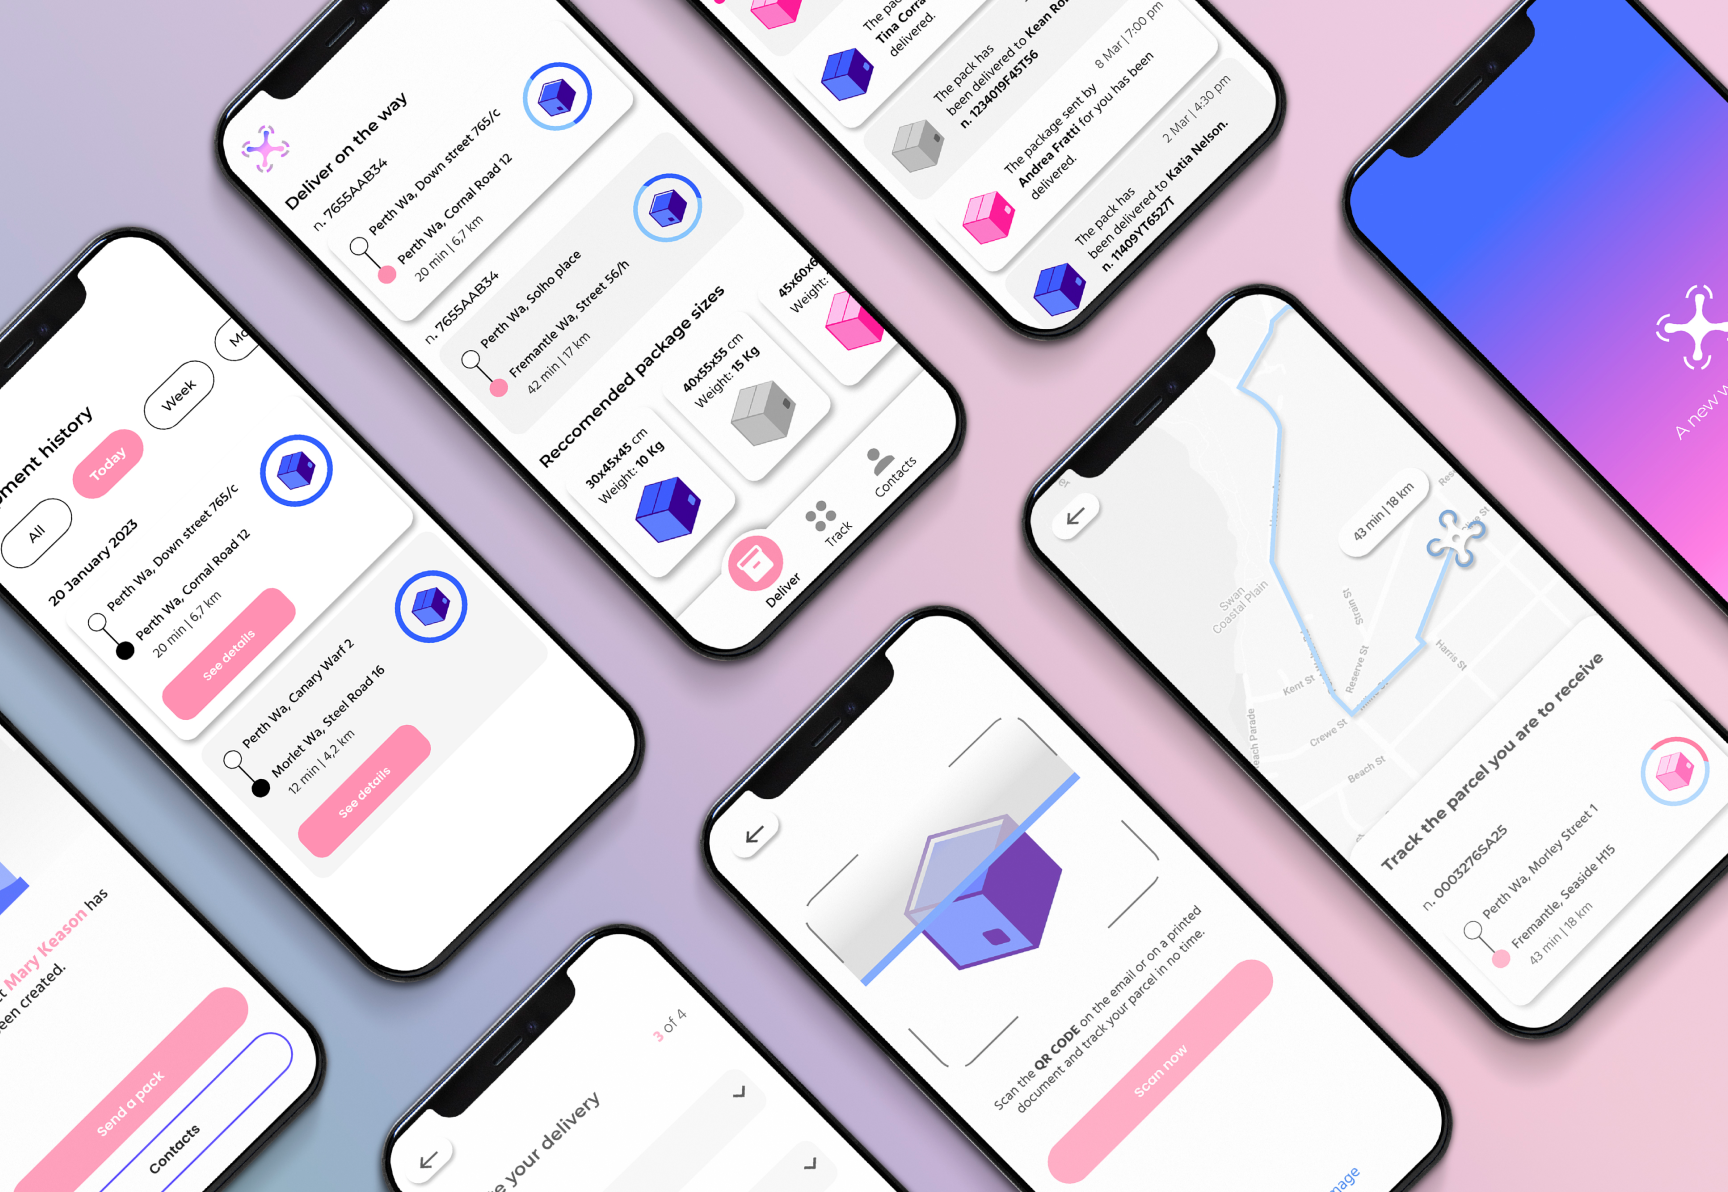 Deliver on the way
n. 7655AAB34
Perth Wa, Down street 765/c
Perth Wa, Cornal Road 12
20 min | 6,7 km
n. 7655AAB34
Perth Wa, Solho place
Fremantle Wa, Street 56/h
42 min | 17 km
Reccomended package sizes
30x45x45 cm
Weight: 10 Kg
40x55x55 cm
Weight: 15 Kg
45x60x6
Weight:
Deliver
Track
Contacts
The pac
Tina Corra
delivered.
The pack has
been delivered to Kean Ro
n. 1234019F45T56
8 Mar | 7:00 pm
The package sent by
Andrea Fratti for you has been
delivered.
2 Mar | 4:30 pm
The pack has
been delivered to Katia Nelson.
n. 11409YT6527T
A new w
ment history
All
Today
Week
Mo
20 January 2023
Perth Wa, Down street 765/c
Perth Wa, Cornal Road 12
20 min | 6,7 km
See details
Perth Wa, Canary Warf 2
Morlet Wa, Steel Road 16
12 min | 4,2 km
See details
Mary Keason has
een created.
Send a pack
Contacts
3 of 4
e your delivery
Scan the QR CODE on the email or on a printed
document and track your parcel in no time.
Scan now
mage
43 min | 18 km
Swan
Coastal Plain
Strain St
Reserve St
Kent St
Harris St
Crewe St
Beach St
each Parade
Track the parcel you are to receive
n. 0003276SA25
Perth Wa, Morley Street 1
Fremantle, Seaside H15
43 min | 18 km